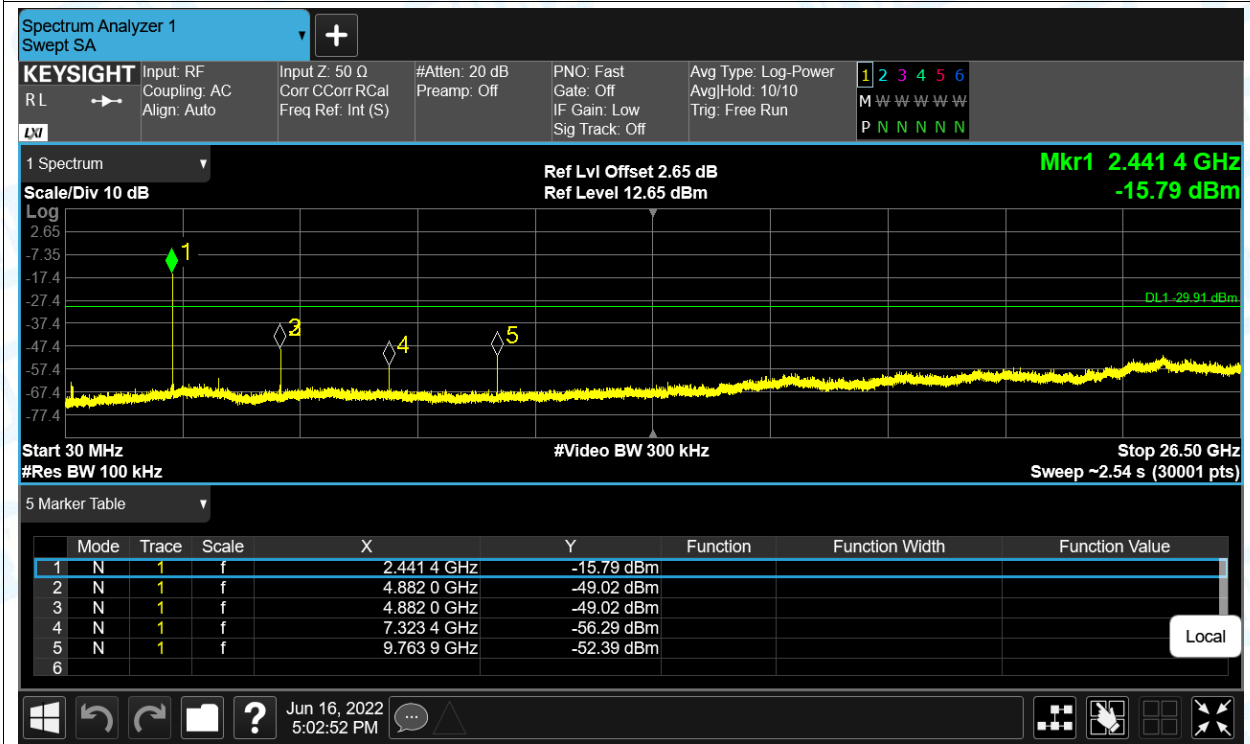 Spectrum Analyzer 1
Swept SA
+
KEYSIGHT
R L
LXI
Input: RF
Coupling: AC
Align: Auto
Input Z: 50 Ω
Corr CCorr RCal
Freq Ref: Int (S)
#Atten: 20 dB
Preamp: Off
PNO: Fast
Gate: Off
IF Gain: Low
Sig Track: Off
Avg Type: Log-Power
Avg|Hold: 10/10
Trig: Free Run
1 2 3 4 5 6
M W W W W W
P N N N N N
1 Spectrum
Scale/Div 10 dB
Ref Lvl Offset 2.65 dB
Ref Level 12.65 dBm
Mkr1 2.441 4 GHz
-15.79 dBm
Log
2.65
-7.35
-17.4
-27.4
-37.4
-47.4
-57.4
-67.4
-77.4
1
3
4
5
DL1 -29.91 dBm
Start 30 MHz
#Video BW 300 kHz
Stop 26.50 GHz
#Res BW 100 kHz
Sweep ~2.54 s (30001 pts)
5 Marker Table
Mode Trace Scale X Y Function Function Width Function Value
1 N 1 f 2.441 4 GHz -15.79 dBm
2 N 1 f 4.882 0 GHz -49.02 dBm
3 N 1 f 4.882 0 GHz -49.02 dBm
4 N 1 f 7.323 4 GHz -56.29 dBm
5 N 1 f 9.763 9 GHz -52.39 dBm
6
Local
?
Jun 16, 2022
5:02:52 PM